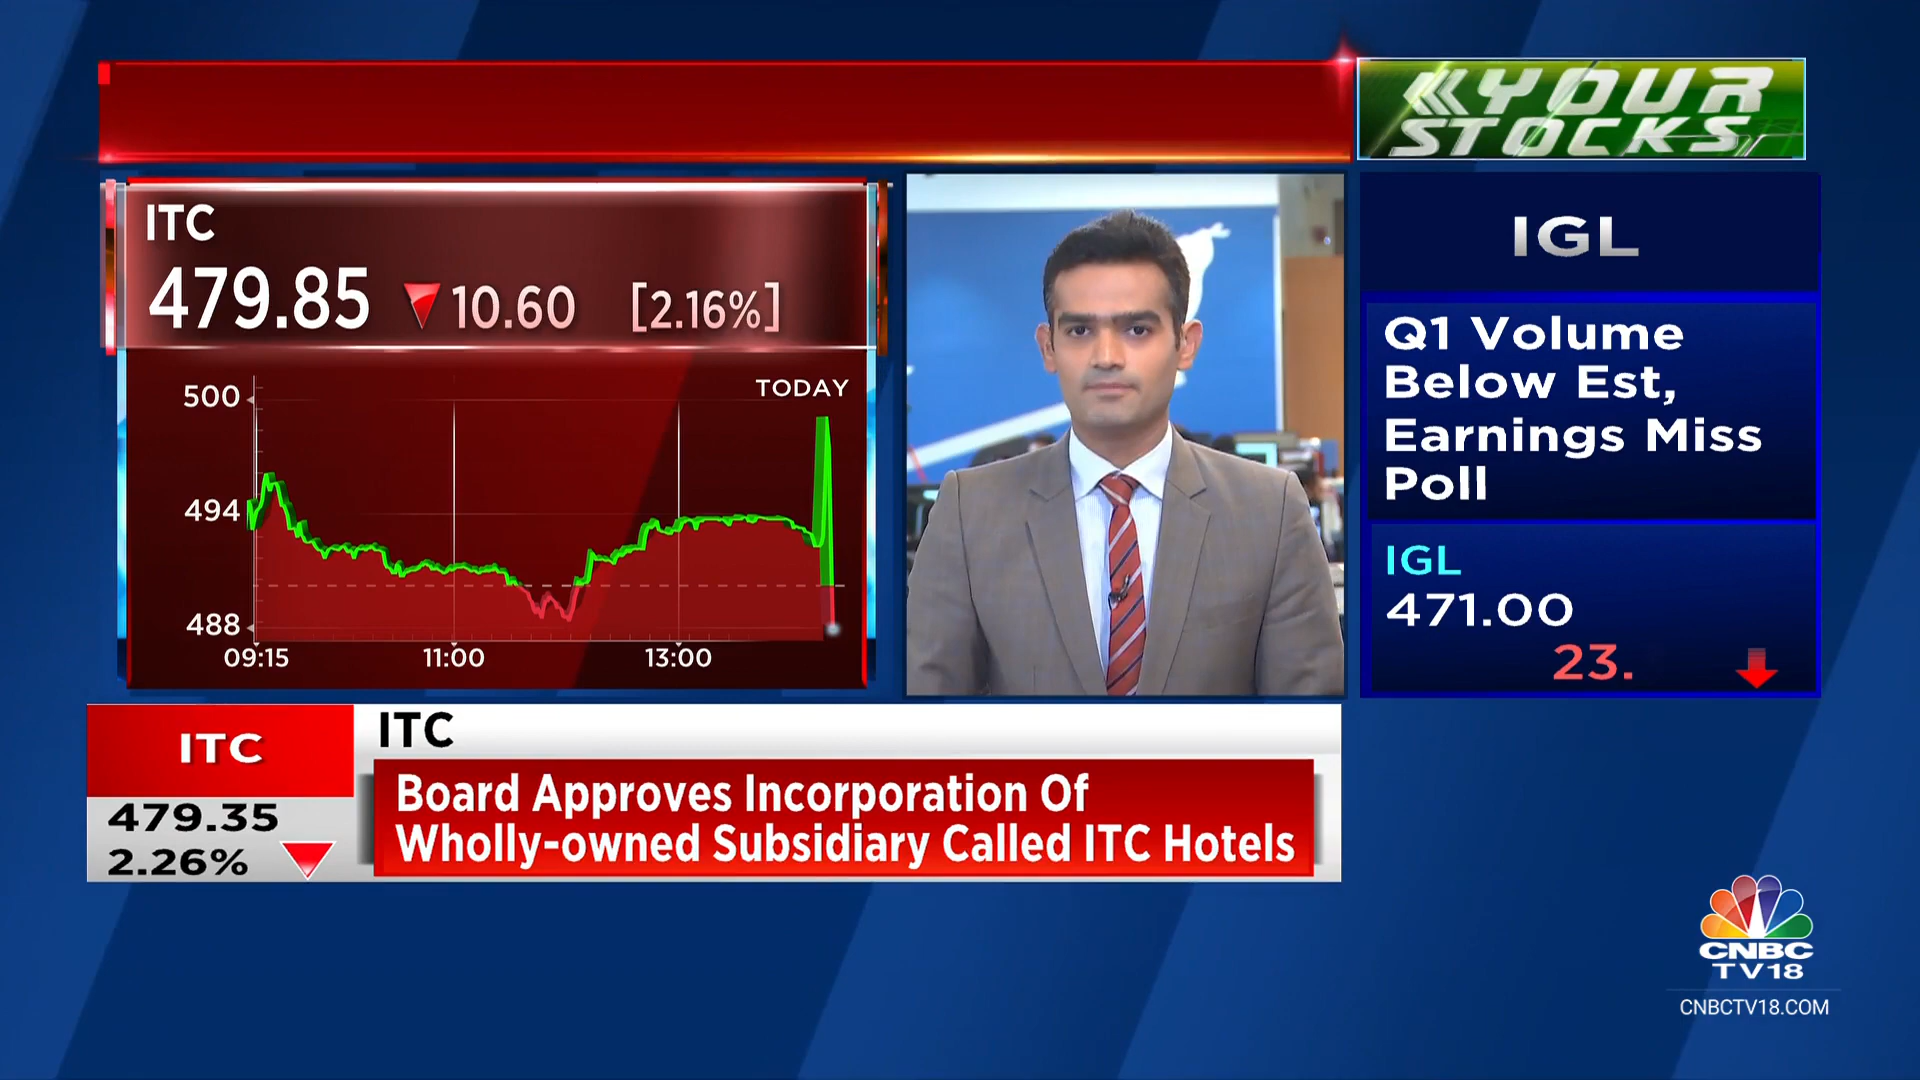 YOUR
STOCKS
ITC
479.85 10.60 [2.16%]
TODAY
500
494
488
09:15 11:00 13:00
IGL
Q1 Volume
Below Est,
Earnings Miss
Poll
IGL
471.00
23.
ITC
479.35
2.26%
ITC
Board Approves Incorporation Of
Wholly-owned Subsidiary Called ITC Hotels
CNBC
TV18
CNBCTV18.COM